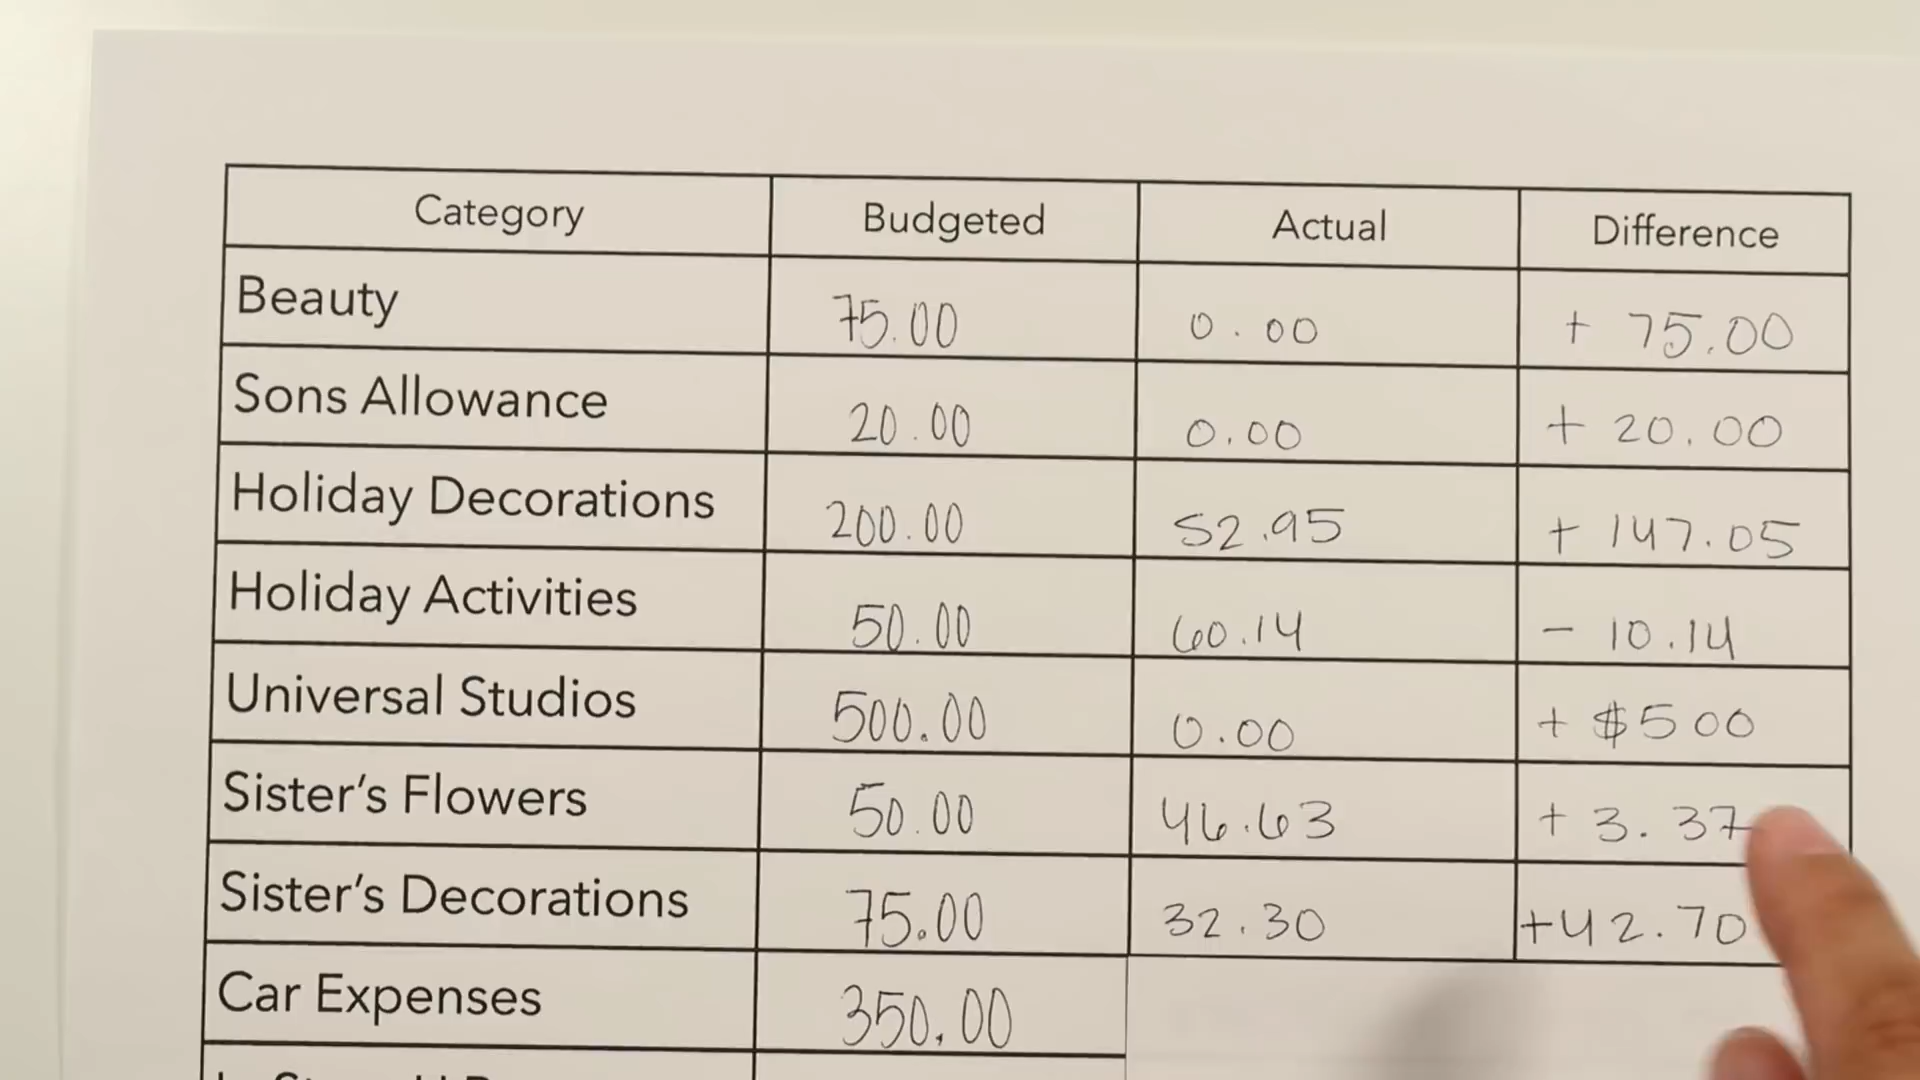 Category Budgeted Actual Difference
Beauty 75.00 0.00 + 75.00
Sons Allowance 20.00 0.00 + 20.00
Holiday Decorations 200.00 52.95 + 147.05
Holiday Activities 50.00 60.14 - 10.14
Universal Studios 500.00 0.00 + $500
Sister's Flowers 50.00 46.63 + 3.37
Sister's Decorations 75.00 32.30 +42.70
Car Expenses 350.00